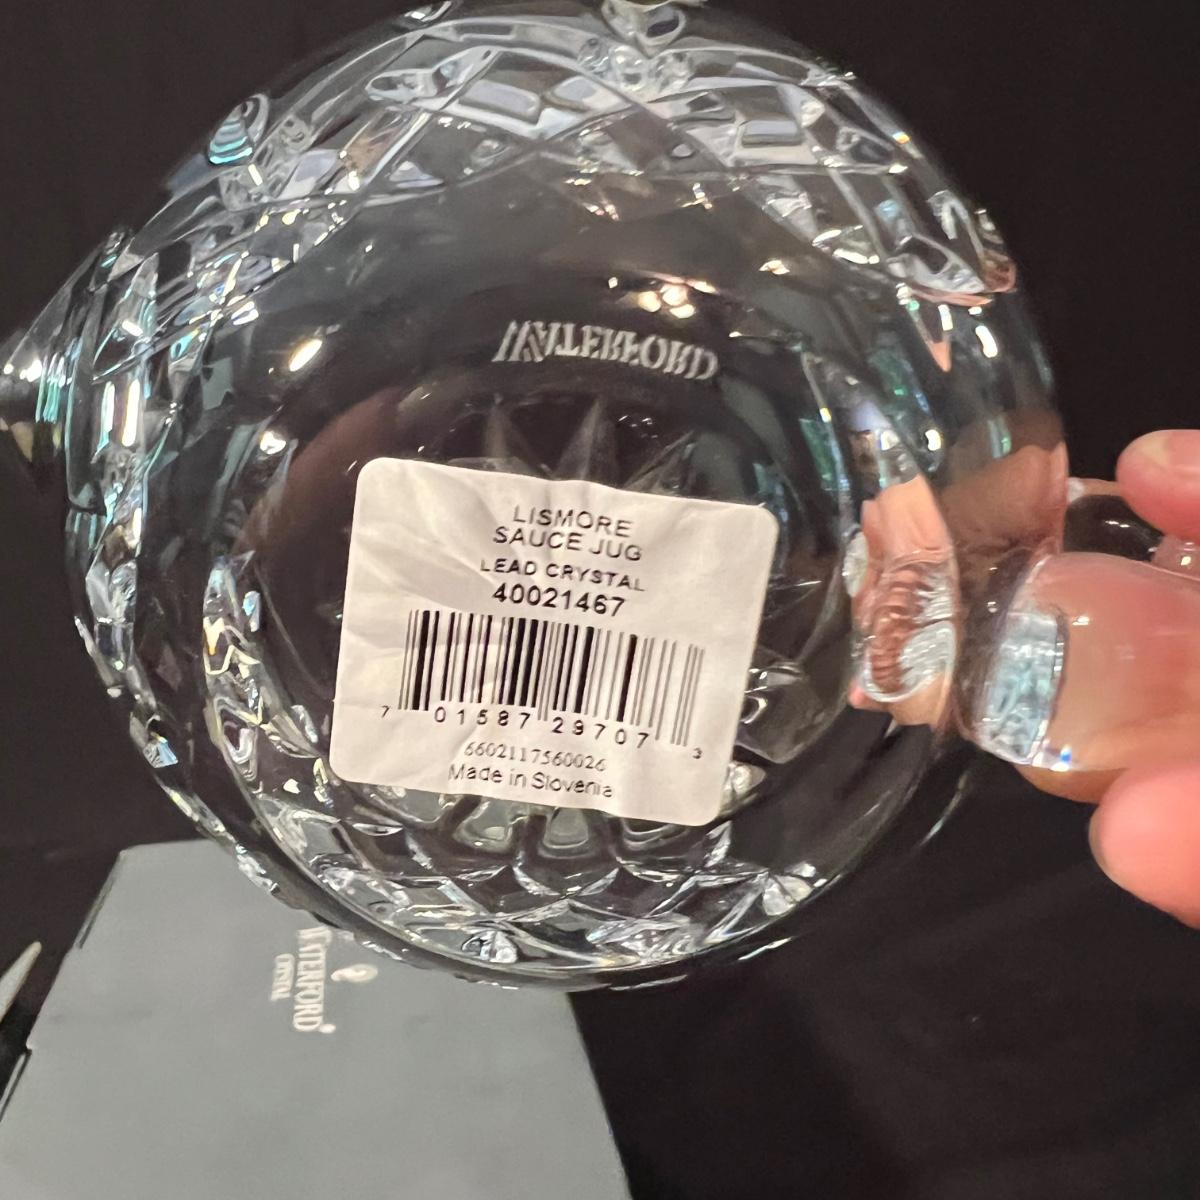 WATERFORD
LISMORE
SAUCE JUG
LEAD CRYSTAL
40021467
7 01587 29707 3
6602117560026
Made in Slovenia
WATERFORD
CRYSTAL